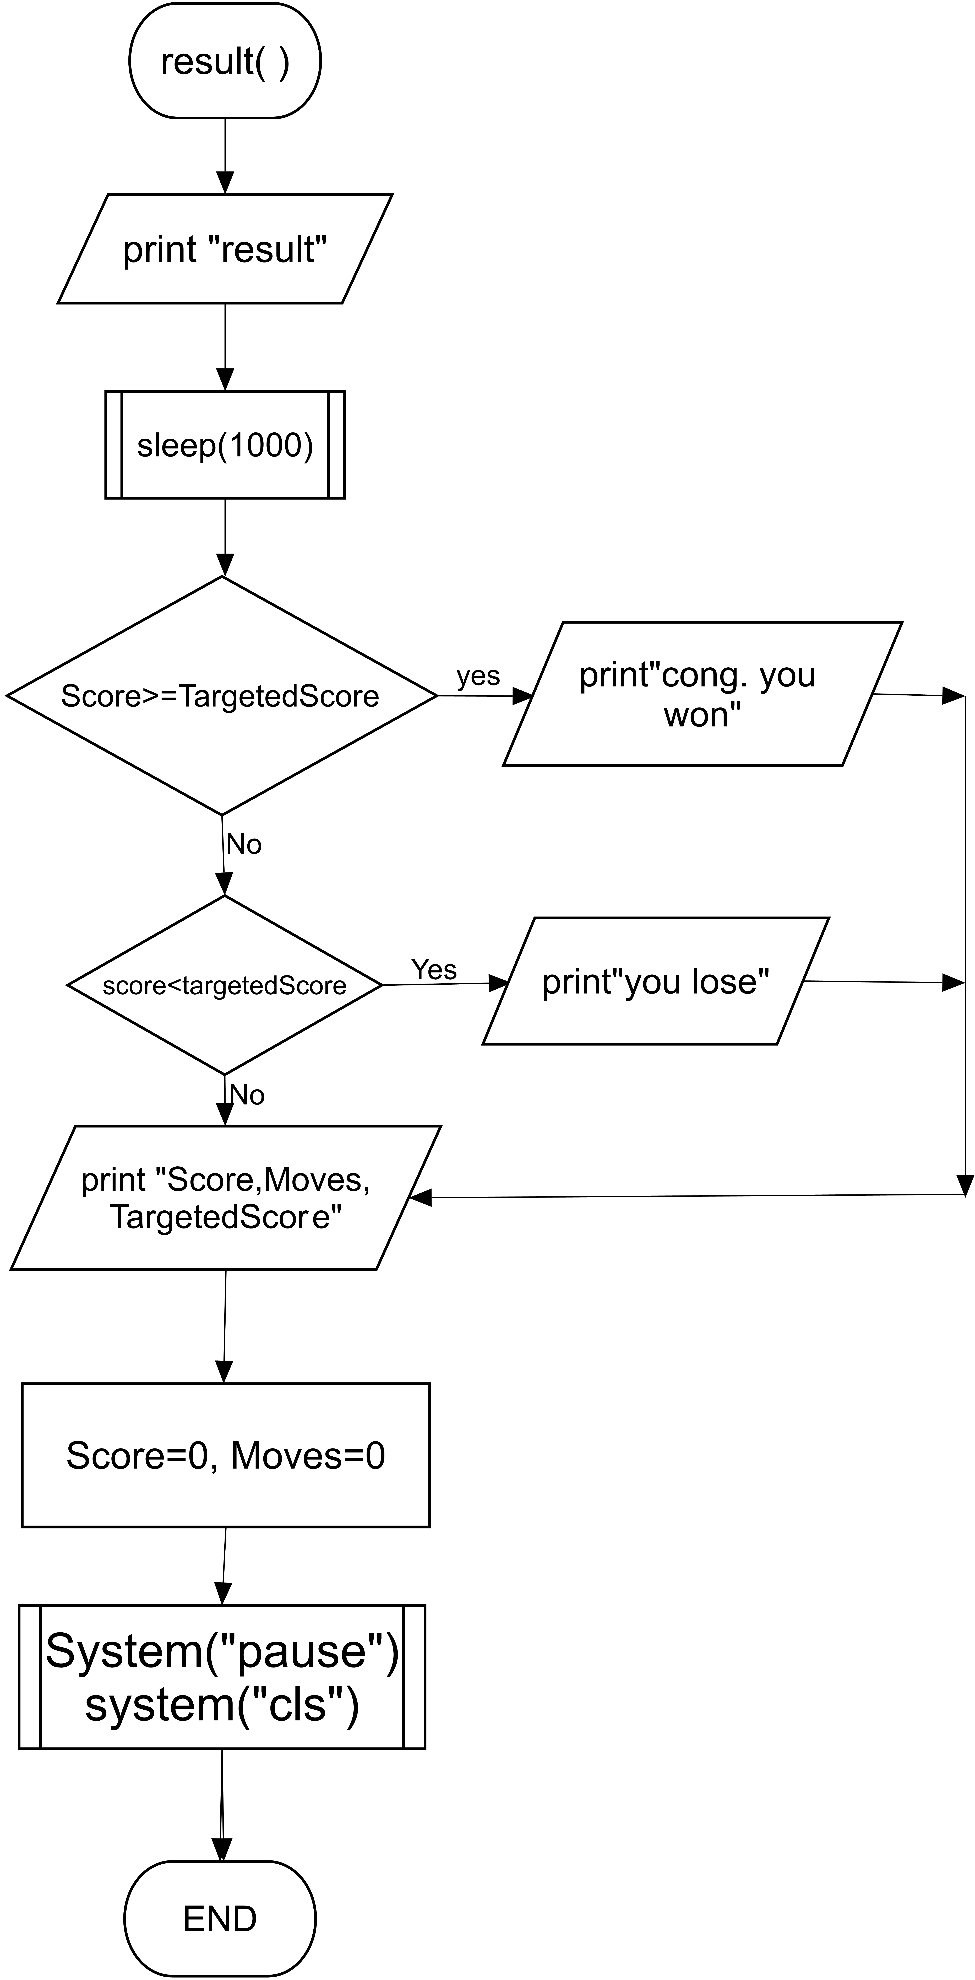 result( )
print "result"
sleep(1000)
Score>=TargetedScore
yes
print"cong. you
won"
No
score<targetedScore
Yes
print"you lose"
No
print "Score,Moves,
TargetedScore"
Score=0, Moves=0
System("pause")
system("cls")
END